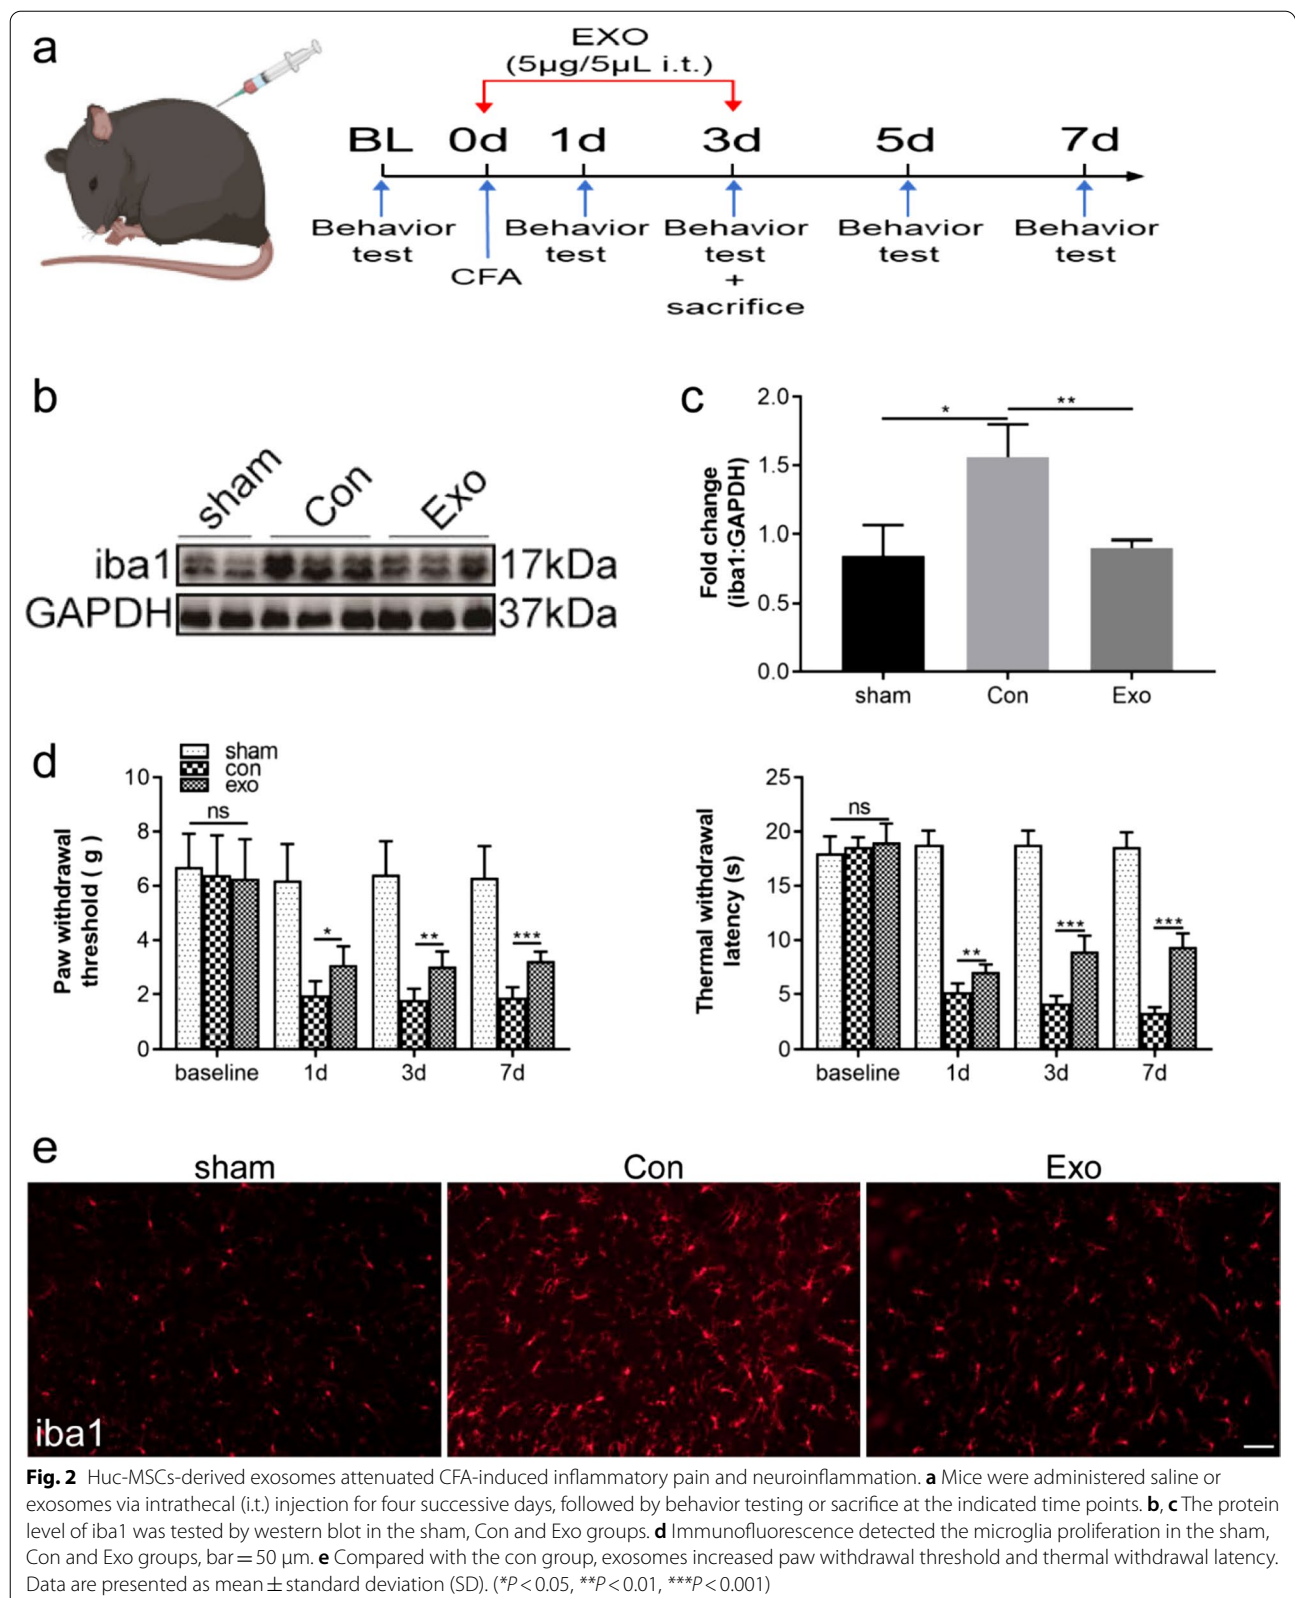 a
EXO
(5µg/5µL i.t.)
BL 0d 1d 3d 5d 7d
Behavior test
CFA
Behavior test
Behavior test + sacrifice
Behavior test
Behavior test
b
sham Con Exo
iba1 17kDa
GAPDH 37kDa
c
Fold change
(iba1:GAPDH)
2.0
1.5
1.0
0.5
0.0
* **
sham Con Exo
d
sham
con
exo
Paw withdrawal
threshold ( g )
10
8
6
4
2
0
ns * ** ***
baseline 1d 3d 7d
Thermal withdrawal
latency (s)
25
20
15
10
5
0
ns ** *** ***
baseline 1d 3d 7d
e
sham Con Exo
iba1
Fig. 2 Huc-MSCs-derived exosomes attenuated CFA-induced inflammatory pain and neuroinflammation. a Mice were administered saline or
exosomes via intrathecal (i.t.) injection for four successive days, followed by behavior testing or sacrifice at the indicated time points. b, c The protein
level of iba1 was tested by western blot in the sham, Con and Exo groups. d Immunofluorescence detected the microglia proliferation in the sham,
Con and Exo groups, bar = 50 µm. e Compared with the con group, exosomes increased paw withdrawal threshold and thermal withdrawal latency.
Data are presented as mean ± standard deviation (SD). (*P < 0.05, **P < 0.01, ***P < 0.001)